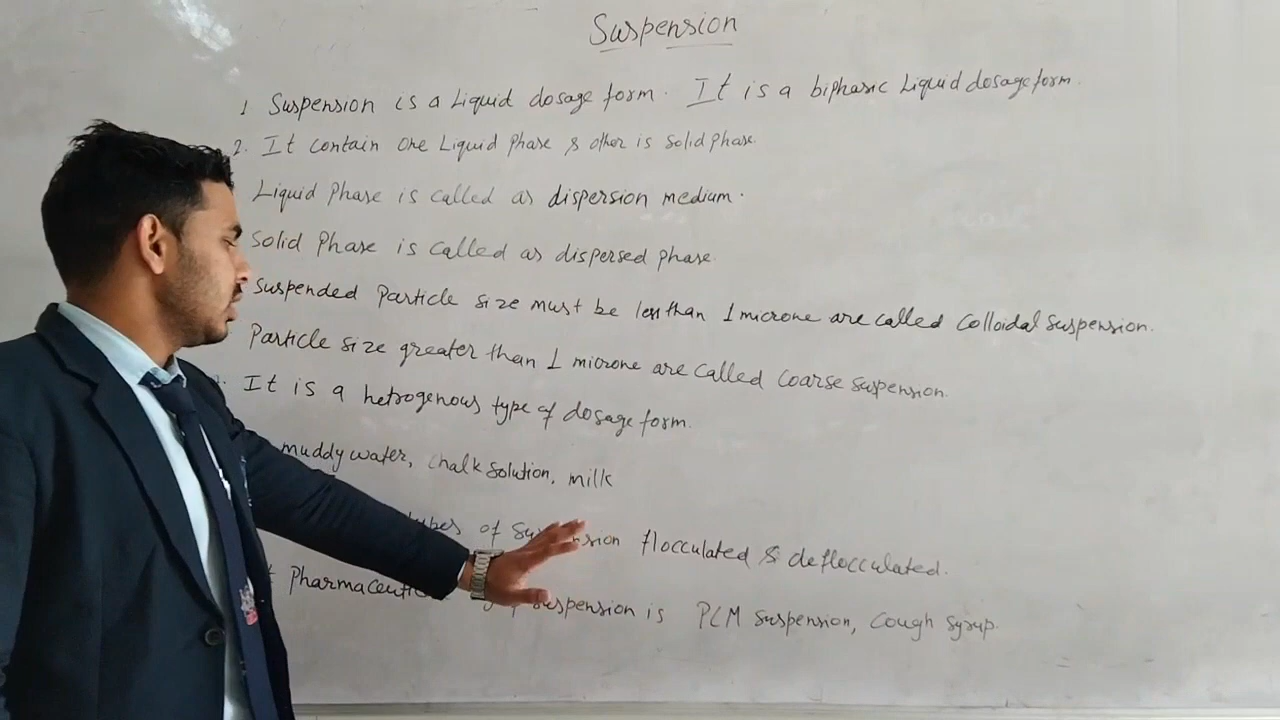 Suspension
1 Suspension is a Liquid dosage form. It is a biphasic Liquid dosage form.
2. It contain one Liquid Phase & other is Solid Phase.
Liquid Phase is called as dispersion medium.
Solid Phase is called as dispersed phase.
Suspended Particle size must be less than 1 microne are called Colloidal Suspension.
Particle size greater than 1 microne are called Coarse suspension.
It is a hetrogenous type of dosage form.
muddy water, Chalk Solution, milk
of flocculated & deflocculated.
suspension is PCM Suspension, Cough Syrup.